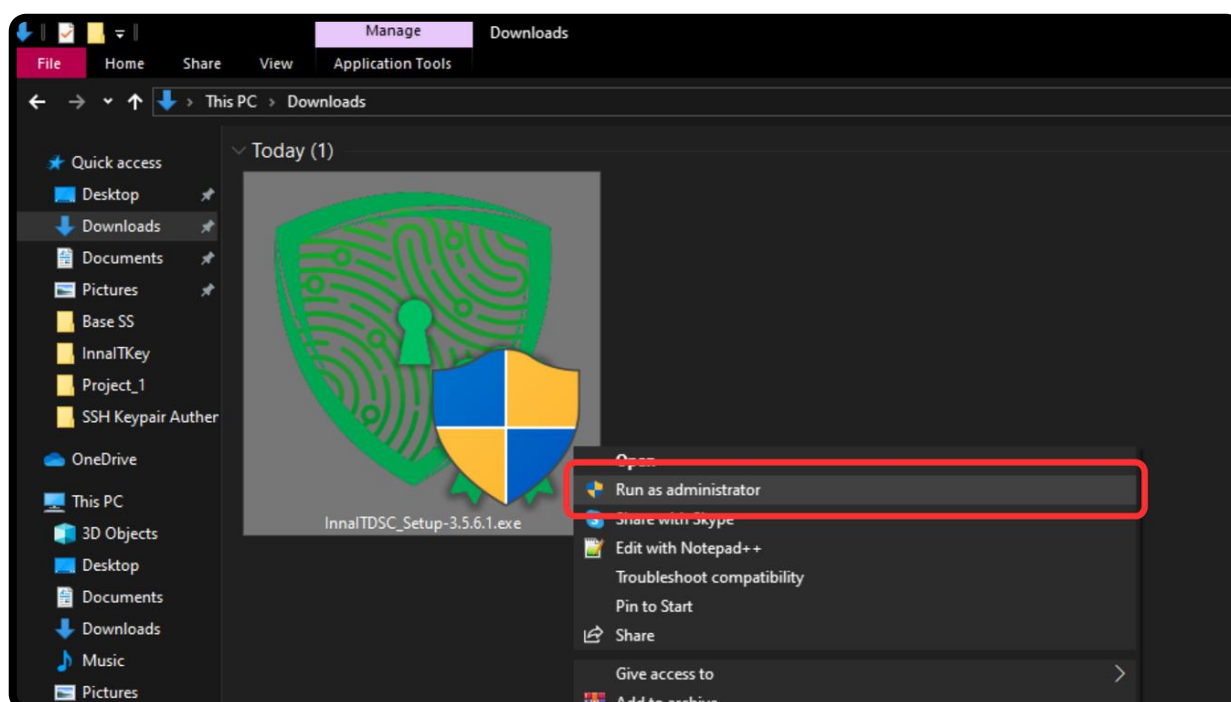 Manage
Downloads
File
Home
Share
View
Application Tools
This PC
Downloads
Quick access
Desktop
Downloads
Documents
Pictures
Base SS
InnaITKey
Project_1
SSH Keypair Auther
OneDrive
This PC
3D Objects
Desktop
Documents
Downloads
Music
Pictures
Today (1)
InnaITDSC_Setup-3.5.6.1.exe
Open
Run as administrator
Share with Skype
Edit with Notepad++
Troubleshoot compatibility
Pin to Start
Share
Give access to
Add to archive